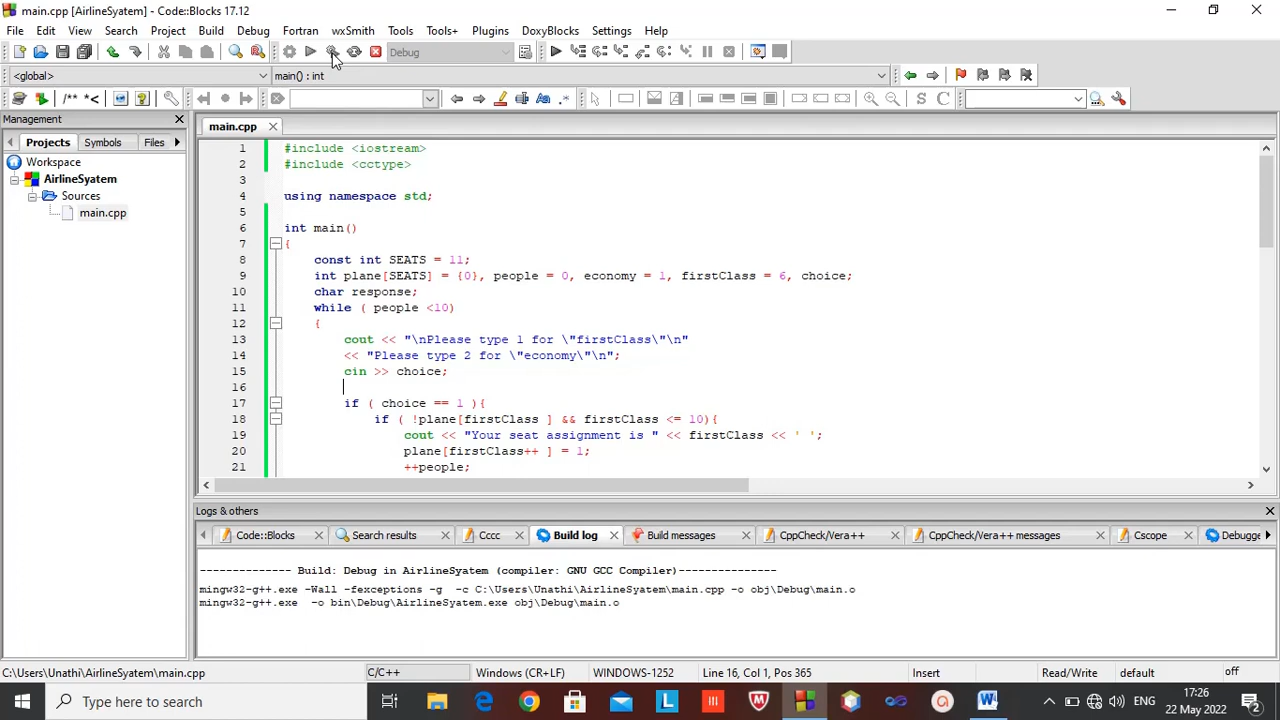 main.cpp [AirlineSyatem] - Code::Blocks 17.12
File Edit View Search Project Build Debug Fortran wxSmith Tools Tools+ Plugins DoxyBlocks Settings Help
Debug
<global>
main() : int
/** *<
S C
Management
Projects Symbols Files
main.cpp
Workspace
AirlineSyatem
Sources
main.cpp
1 #include <iostream>
2 #include <cctype>
3
4 using namespace std;
5
6 int main()
7 {
8 const int SEATS = 11;
9 int plane[SEATS] = {0}, people = 0, economy = 1, firstClass = 6, choice;
10 char response;
11 while ( people <10)
12 {
13 cout << "\nPlease type 1 for \"firstClass\"\n"
14 << "Please type 2 for \"economy\"\n";
15 cin >> choice;
16
17 if ( choice == 1 ){
18 if ( !plane[firstClass ] && firstClass <= 10){
19 cout << "Your seat assignment is " << firstClass << ' ';
20 plane[firstClass++ ] = 1;
21 ++people;
Logs & others
Code::Blocks Search results Cccc Build log Build messages CppCheck/Vera++ CppCheck/Vera++ messages Cscope Debugge
-------------- Build: Debug in AirlineSyatem (compiler: GNU GCC Compiler)---------------
mingw32-g++.exe -Wall -fexceptions -g -c C:\Users\Unathi\AirlineSyatem\main.cpp -o obj\Debug\main.o
mingw32-g++.exe -o bin\Debug\AirlineSyatem.exe obj\Debug\main.o
C:\Users\Unathi\AirlineSyatem\main.cpp C/C++ Windows (CR+LF) WINDOWS-1252 Line 16, Col 1, Pos 365 Insert Read/Write default off
Type here to search
ENG
17:26
22 May 2022
2